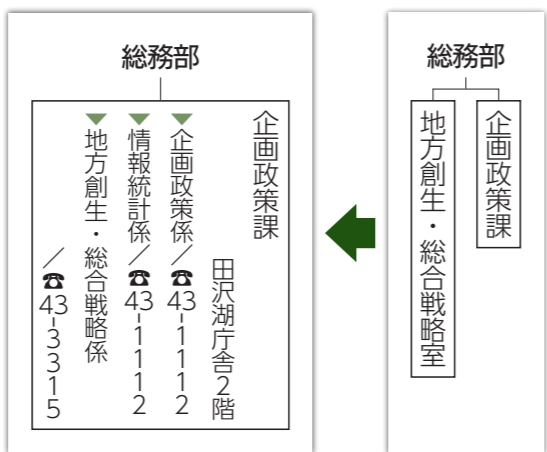 総務部
企画政策課
地方創生・総合戦略室
総務部
企画政策課
田沢湖庁舎2階
▼企画政策係/☎43-1112
▼情報統計係/☎43-1112
▼地方創生・総合戦略係
/☎43-3315